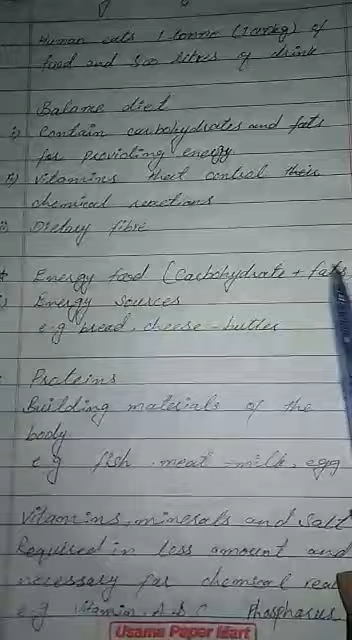 Human eats 1 tonne (1000kg) of
food and 500 litres of drink
Balance diet
i) Contain carbohydrates and fats
for providing energy
ii) Vitamins that control their
chemical reactions
Dietary fibre
Energy food (Carbohydrate + fats
Energy sources
e.g bread, cheese - butter
Proteins
Building materials of the
body
e.g fish - meat - milk, egg
Vitamins, minerals and salt
Required in less amount and
necessary for chemical reac
e.g vitamin A B C Phosphorus
Usama Paper Mart